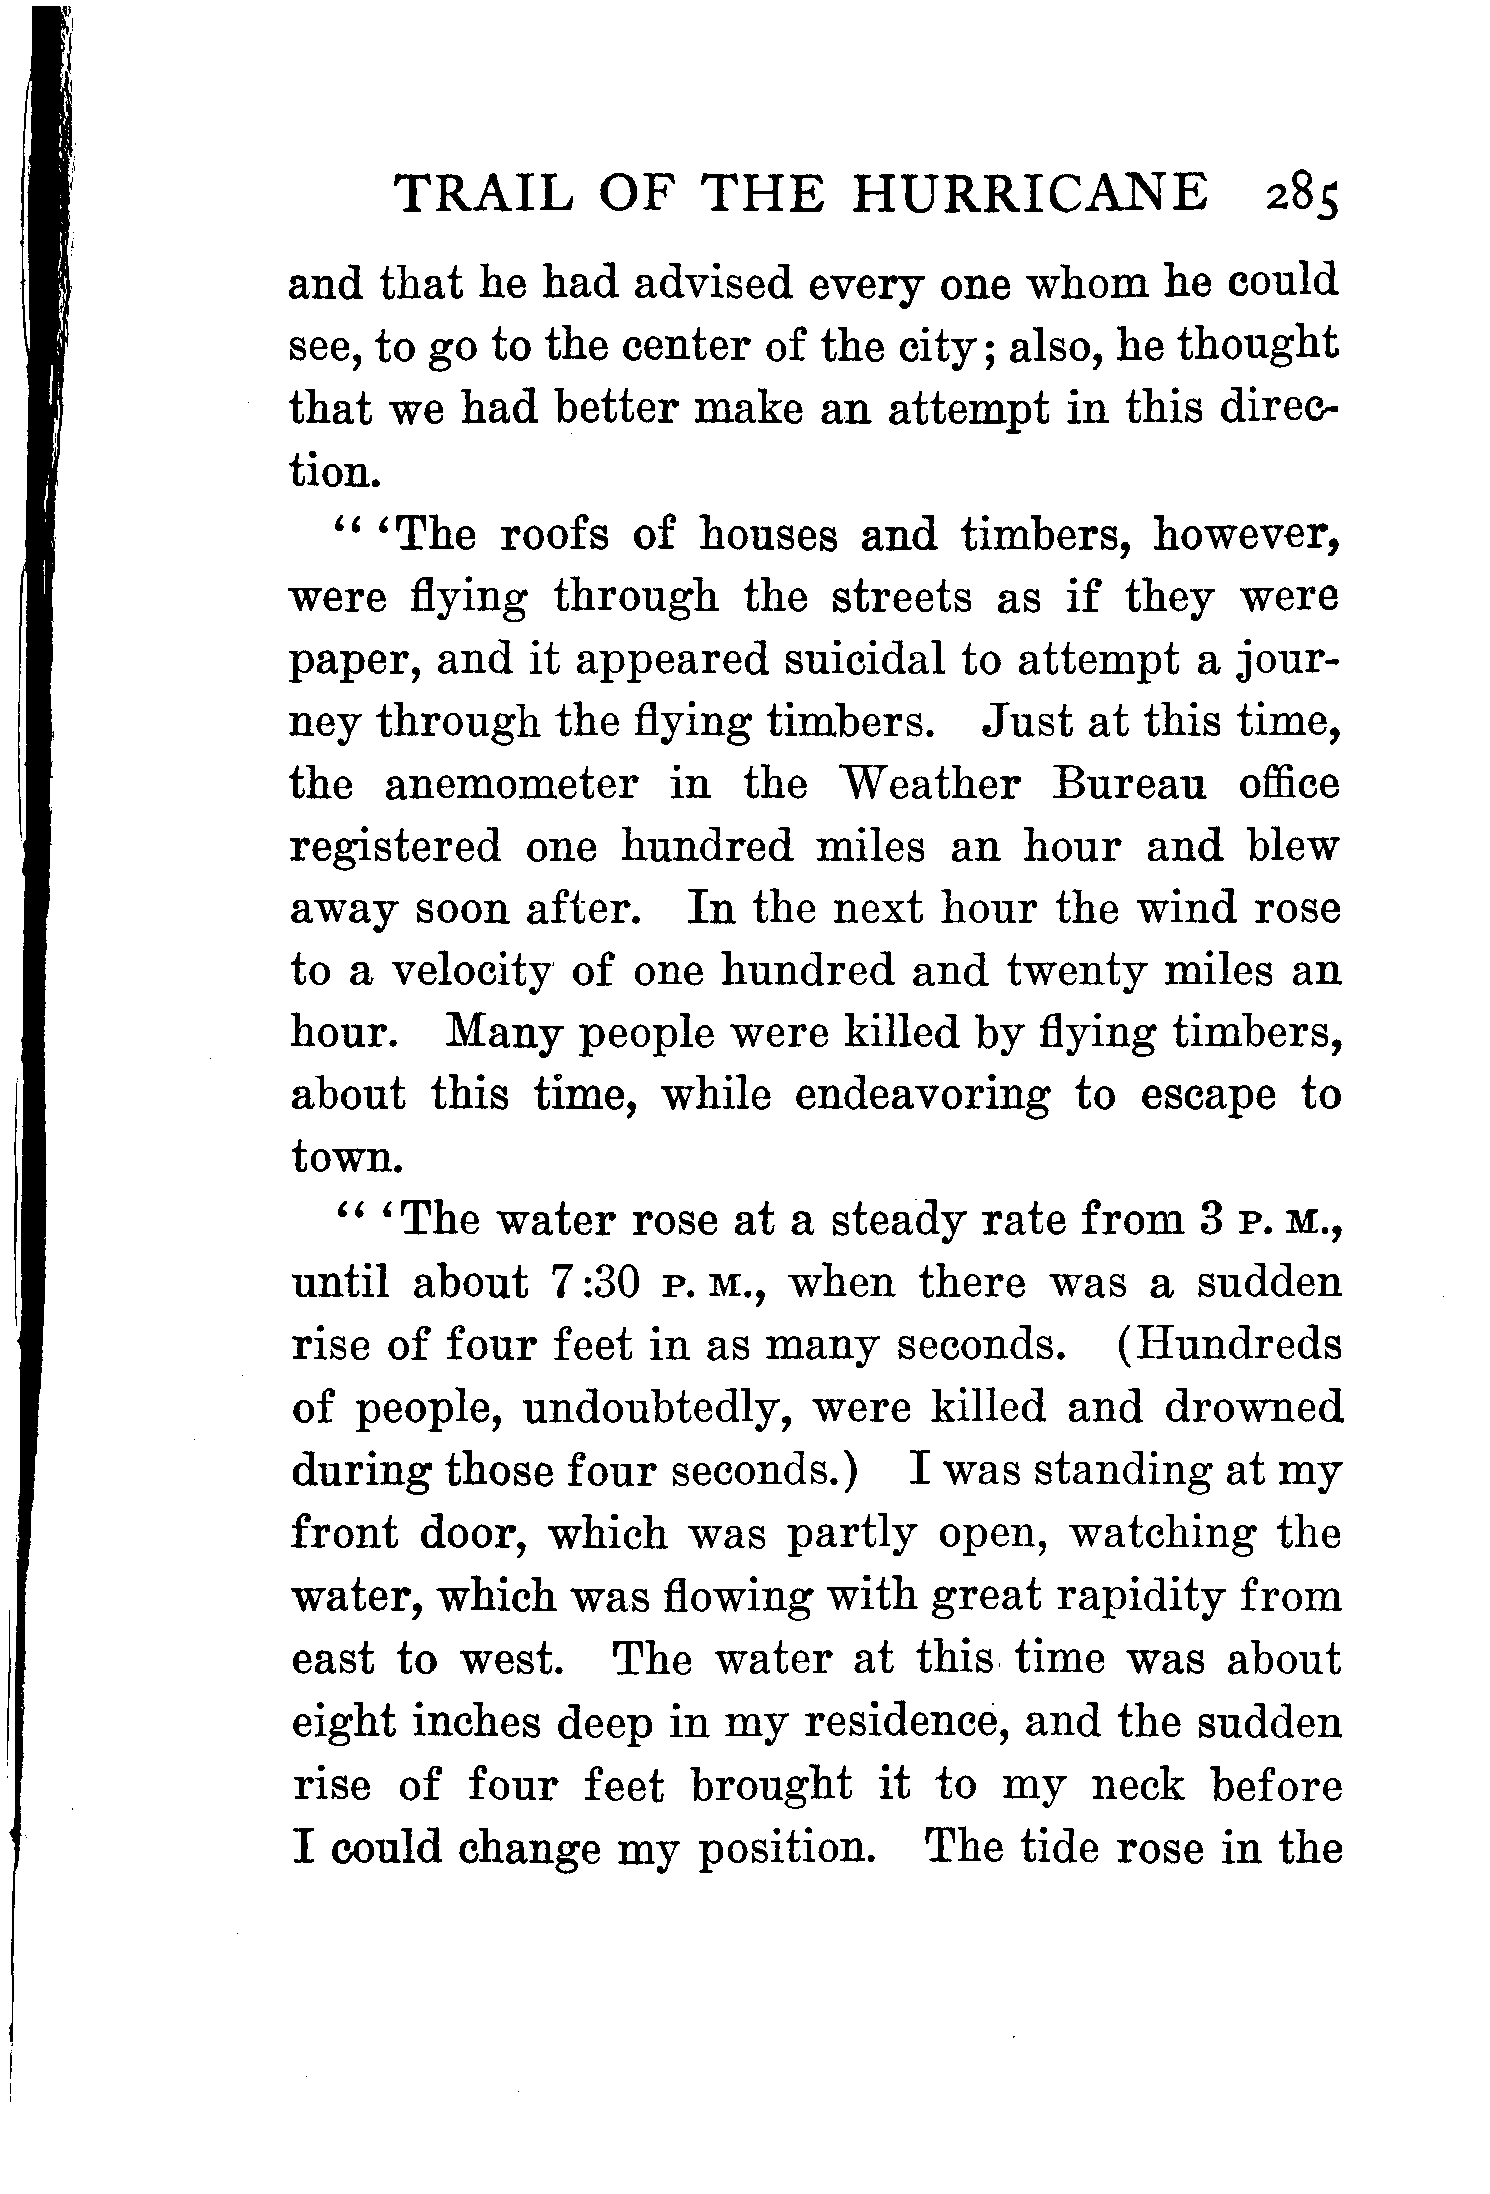 TRAIL OF THE HURRICANE 285
and that he had advised every one whom he could
see, to go to the center of the city; also, he thought
that we had better make an attempt in this direc-
tion.
" 'The roofs of houses and timbers, however,
were flying through the streets as if they were
paper, and it appeared suicidal to attempt a jour-
ney through the flying timbers. Just at this time,
the anemometer in the Weather Bureau office
registered one hundred miles an hour and blew
away soon after. In the next hour the wind rose
to a velocity of one hundred and twenty miles an
hour. Many people were killed by flying timbers,
about this time, while endeavoring to escape to
town.
" 'The water rose at a steady rate from 3 P. M.,
until about 7:30 P. M., when there was a sudden
rise of four feet in as many seconds. (Hundreds
of people, undoubtedly, were killed and drowned
during those four seconds.) I was standing at my
front door, which was partly open, watching the
water, which was flowing with great rapidity from
east to west. The water at this time was about
eight inches deep in my residence, and the sudden
rise of four feet brought it to my neck before
I could change my position. The tide rose in the